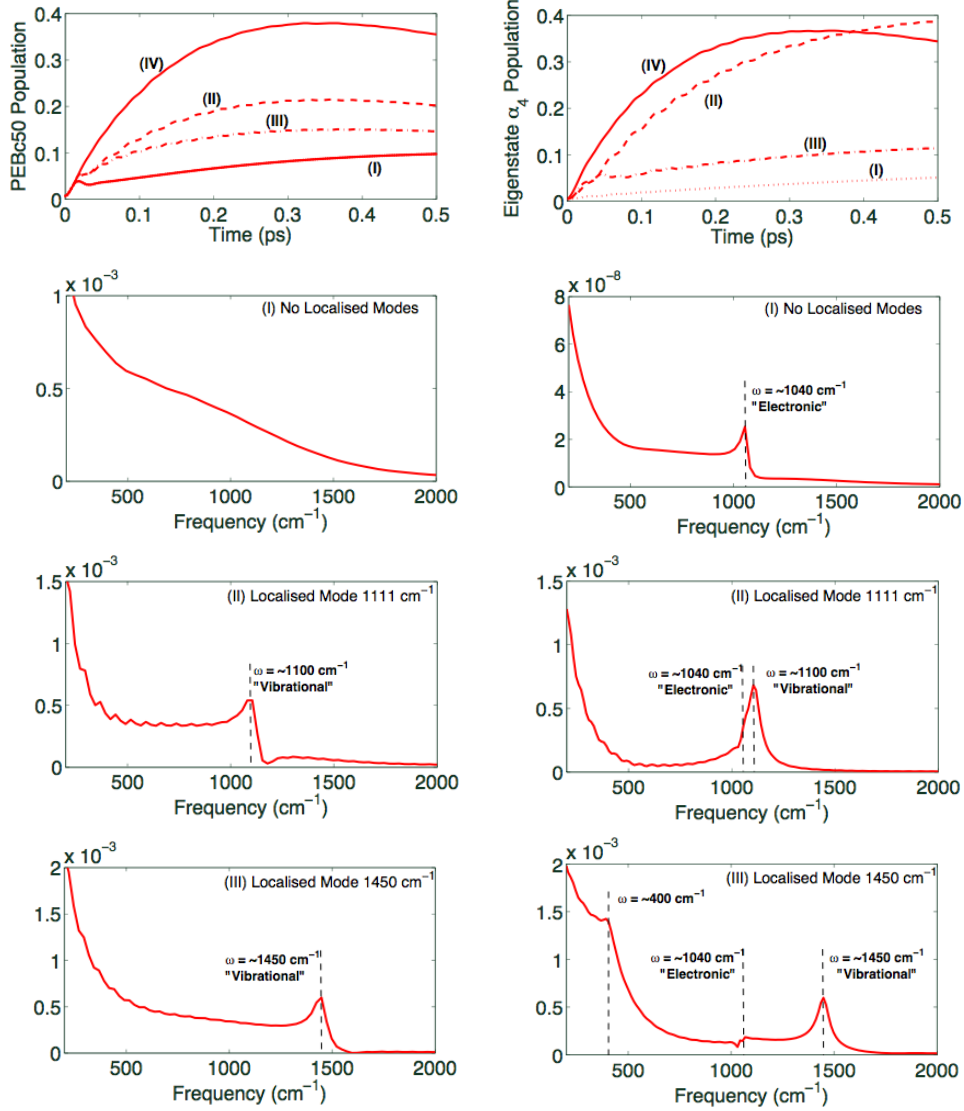 0.4
0.3
0.2
0.1
0
PEBc50 Population
(IV)
(II)
(III)
(I)
0 0.1 0.2 0.3 0.4 0.5
Time (ps)
0.4
0.3
0.2
0.1
0
Eigenstate α4 Population
(IV)
(II)
(III)
(I)
0 0.1 0.2 0.3 0.4 0.5
Time (ps)
x 10⁻³
(I) No Localised Modes
1
0.5
0
500 1000 1500 2000
Frequency (cm⁻¹)
x 10⁻⁸
(I) No Localised Modes
8
6
4
2
0
ω = ~1040 cm⁻¹
"Electronic"
500 1000 1500 2000
Frequency (cm⁻¹)
x 10⁻³
(II) Localised Mode 1111 cm⁻¹
1.5
1
0.5
0
ω = ~1100 cm⁻¹
"Vibrational"
500 1000 1500 2000
Frequency (cm⁻¹)
x 10⁻³
(II) Localised Mode 1111 cm⁻¹
1.5
1
0.5
0
ω = ~1040 cm⁻¹
"Electronic"
ω = ~1100 cm⁻¹
"Vibrational"
500 1000 1500 2000
Frequency (cm⁻¹)
x 10⁻³
(III) Localised Mode 1450 cm⁻¹
2
1.5
1
0.5
0
ω = ~1450 cm⁻¹
"Vibrational"
500 1000 1500 2000
Frequency (cm⁻¹)
x 10⁻³
(III) Localised Mode 1450 cm⁻¹
2
1.5
1
0.5
0
ω = ~400 cm⁻¹
ω = ~1040 cm⁻¹
"Electronic"
ω = ~1450 cm⁻¹
"Vibrational"
500 1000 1500 2000
Frequency (cm⁻¹)